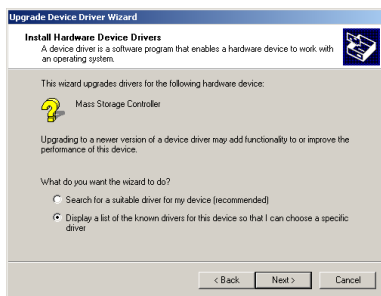 Upgrade Device Driver Wizard
Install Hardware Device Drivers
A device driver is a software program that enables a hardware device to work with
an operating system.
This wizard upgrades drivers for the following hardware device:
Mass Storage Controller
Upgrading to a newer version of a device driver may add functionality to or improve the
performance of this device.
What do you want the wizard to do?
Search for a suitable driver for my device (recommended)
Display a list of the known drivers for this device so that I can choose a specific
driver
< Back Next > Cancel